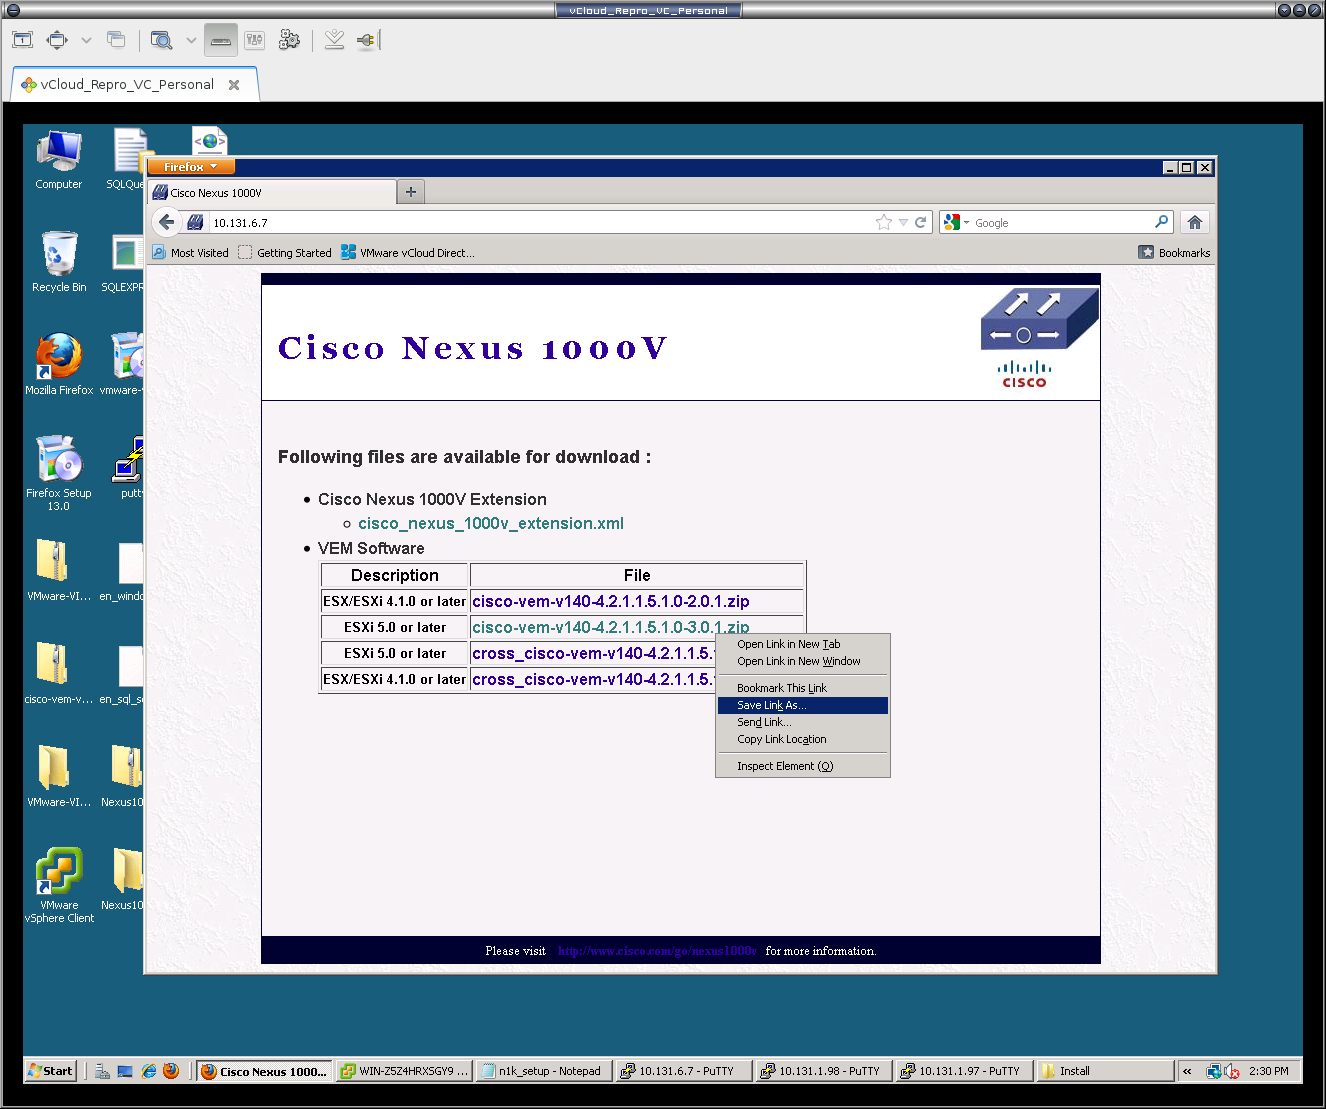 vCloud_Repro_VC_Personal
vCloud_Repro_VC_Personal
Computer
SQLQue
Recycle Bin
SQLEXPR
Mozilla Firefox
vmware-v
Firefox Setup
13.0
putty
VMware-VI...
en_windo
cisco-vem-v...
en_sql_se
VMware-VI...
Nexus10
VMware
vSphere Client
Nexus10
Firefox
Cisco Nexus 1000V
10.131.6.7
Google
Most Visited
Getting Started
VMware vCloud Direct...
Bookmarks
Cisco Nexus 1000V
CISCO
Following files are available for download :
Cisco Nexus 1000V Extension
cisco_nexus_1000v_extension.xml
VEM Software
Description File
ESX/ESXi 4.1.0 or later cisco-vem-v140-4.2.1.1.5.1.0-2.0.1.zip
ESXi 5.0 or later cisco-vem-v140-4.2.1.1.5.1.0-3.0.1.zip
ESXi 5.0 or later cross_cisco-vem-v140-4.2.1.1.5.
ESX/ESXi 4.1.0 or later cross_cisco-vem-v140-4.2.1.1.5.
Open Link in New Tab
Open Link in New Window
Bookmark This Link
Save Link As...
Send Link...
Copy Link Location
Inspect Element (Q)
Please visit http://www.cisco.com/go/nexus1000v for more information.
Start
Cisco Nexus 1000...
WIN-Z5Z4HRXSGY9 ...
n1k_setup - Notepad
10.131.6.7 - PuTTY
10.131.1.98 - PuTTY
10.131.1.97 - PuTTY
Install
2:30 PM